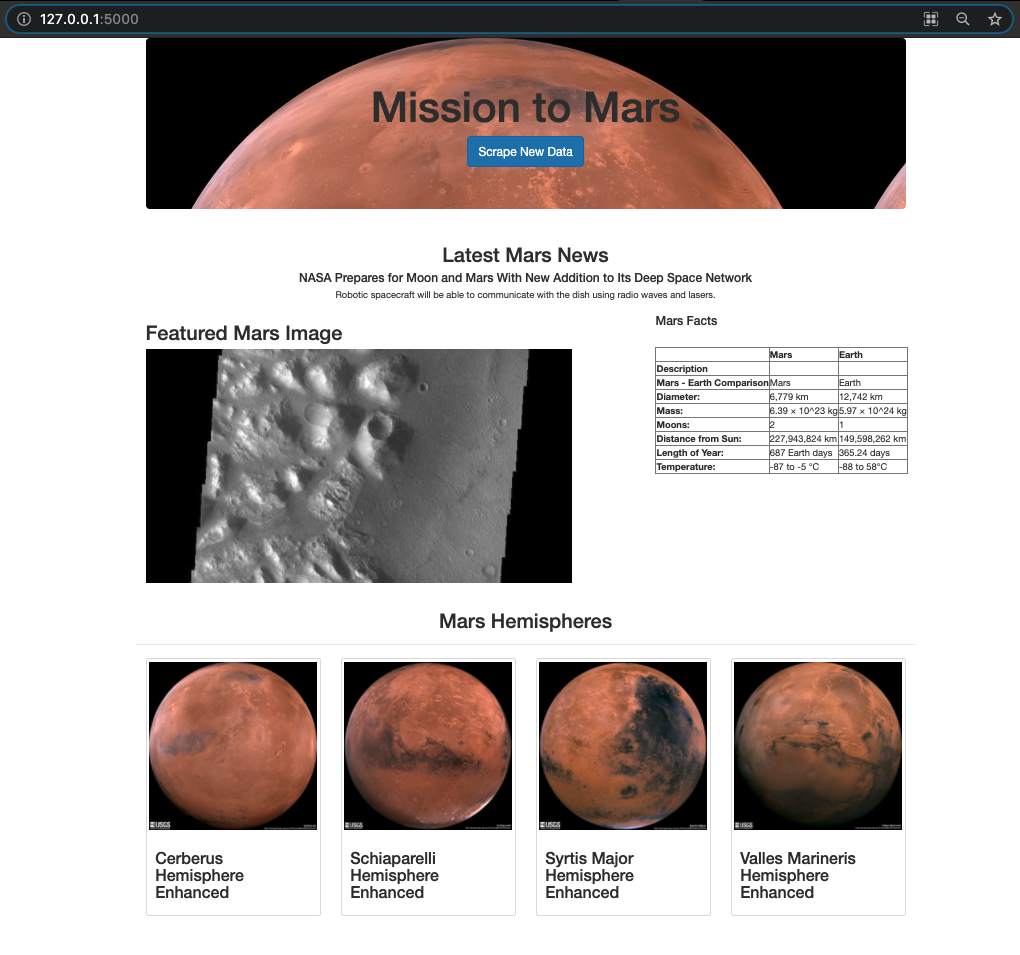 127.0.0.1:5000
Mission to Mars
Scrape New Data
Latest Mars News
NASA Prepares for Moon and Mars With New Addition to Its Deep Space Network
Robotic spacecraft will be able to communicate with the dish using radio waves and lasers.
Featured Mars Image
Mars Facts
Mars Earth
Description
Mars - Earth Comparison Mars Earth
Diameter: 6,779 km 12,742 km
Mass: 6.39 × 10^23 kg 5.97 × 10^24 kg
Moons: 2 1
Distance from Sun: 227,943,824 km 149,598,262 km
Length of Year: 687 Earth days 365.24 days
Temperature: -87 to -5 °C -88 to 58°C
Mars Hemispheres
USGS
USGS
USGS
USGS
Cerberus
Hemisphere
Enhanced
Schiaparelli
Hemisphere
Enhanced
Syrtis Major
Hemisphere
Enhanced
Valles Marineris
Hemisphere
Enhanced